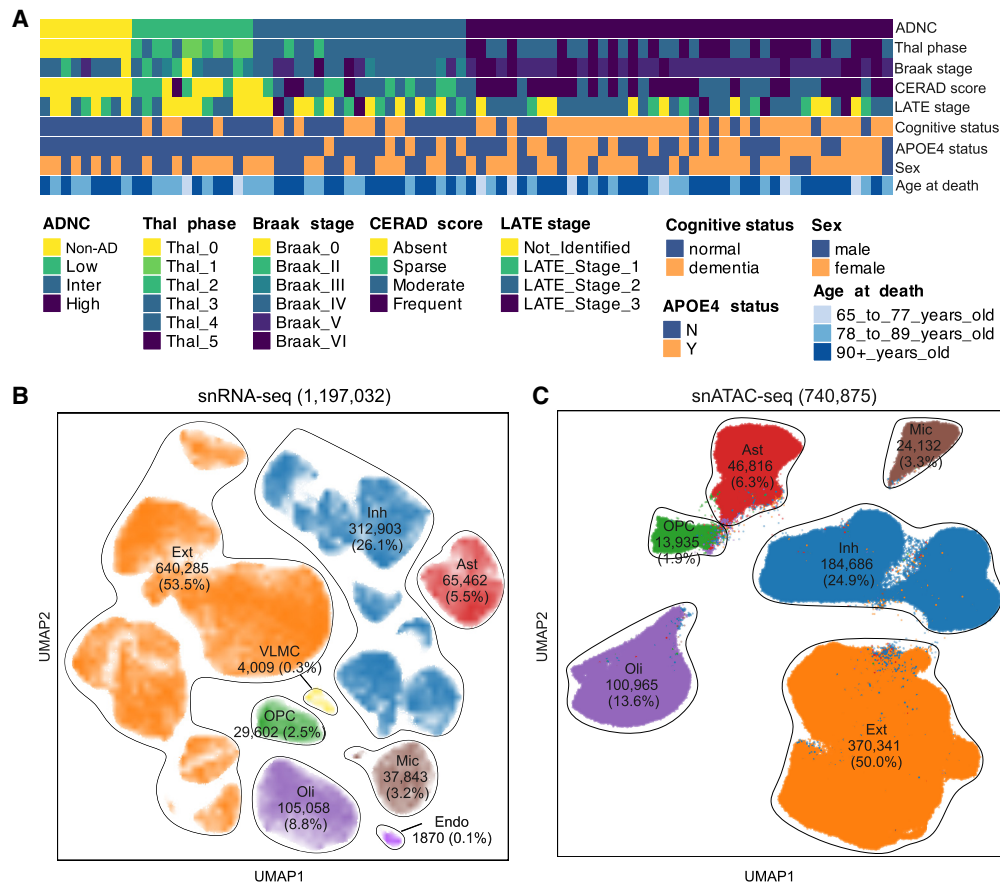 A
ADNC
Thal phase
Braak stage
CERAD score
LATE stage
Cognitive status
APOE4 status
Sex
Age at death
ADNC
Non-AD
Low
Inter
High
Thal phase
Thal_0
Thal_1
Thal_2
Thal_3
Thal_4
Thal_5
Braak stage
Braak_0
Braak_II
Braak_III
Braak_IV
Braak_V
Braak_VI
CERAD score
Absent
Sparse
Moderate
Frequent
LATE stage
Not_Identified
LATE_Stage_1
LATE_Stage_2
LATE_Stage_3
Cognitive status
normal
dementia
APOE4 status
N
Y
Sex
male
female
Age at death
65_to_77_years_old
78_to_89_years_old
90+_years_old
B
snRNA-seq (1,197,032)
Inh
312,903
(26.1%)
Ext
640,285
(53.5%)
Ast
65,462
(5.5%)
VLMC
4,009 (0.3%)
OPC
29,602 (2.5%)
Mic
37,843
(3.2%)
Oli
105,058
(8.8%)
Endo
1870 (0.1%)
UMAP2
UMAP1
C
snATAC-seq (740,875)
Mic
24,132
(3.3%)
Ast
46,816
(6.3%)
OPC
13,935
(1.9%)
Inh
184,686
(24.9%)
Oli
100,965
(13.6%)
Ext
370,341
(50.0%)
UMAP2
UMAP1